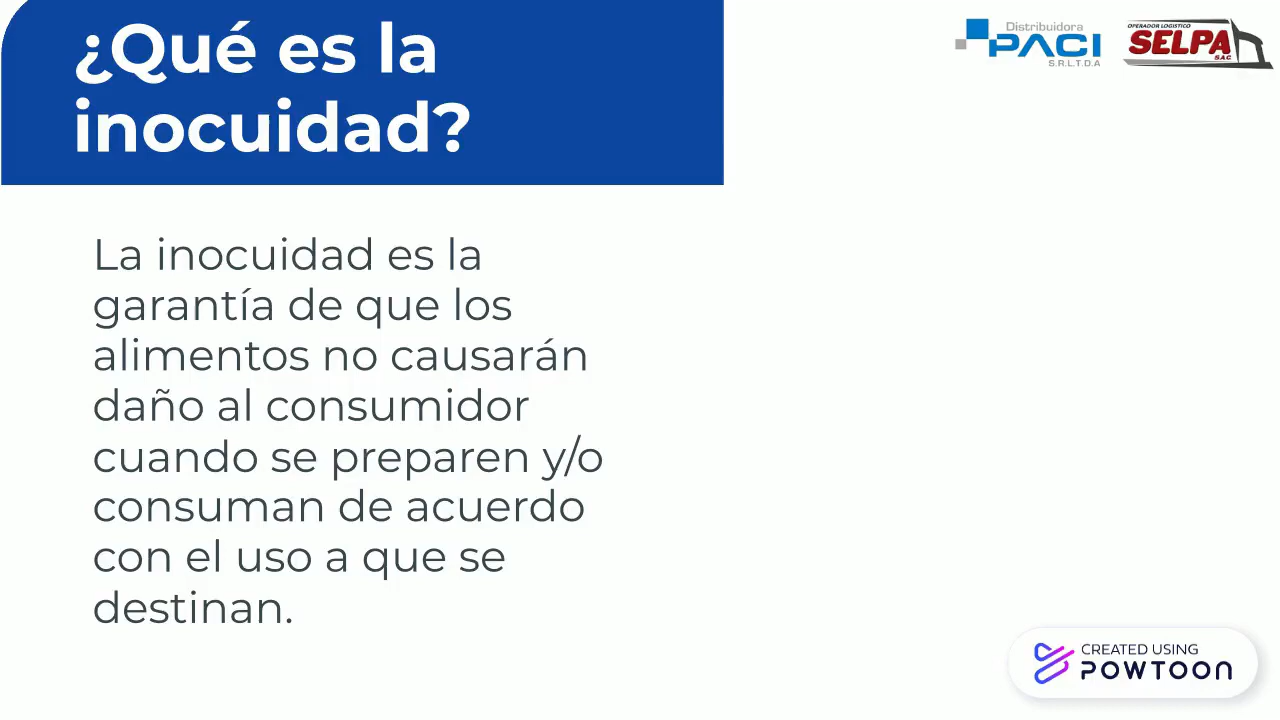 ¿Qué es la
inocuidad?
Distribuidora
PACI
S.R.L.T.D.A
OPERADOR LOGISTICO
SELPA
S.A.C
La inocuidad es la
garantía de que los
alimentos no causarán
daño al consumidor
cuando se preparen y/o
consuman de acuerdo
con el uso a que se
destinan.
CREATED USING
POWTOON